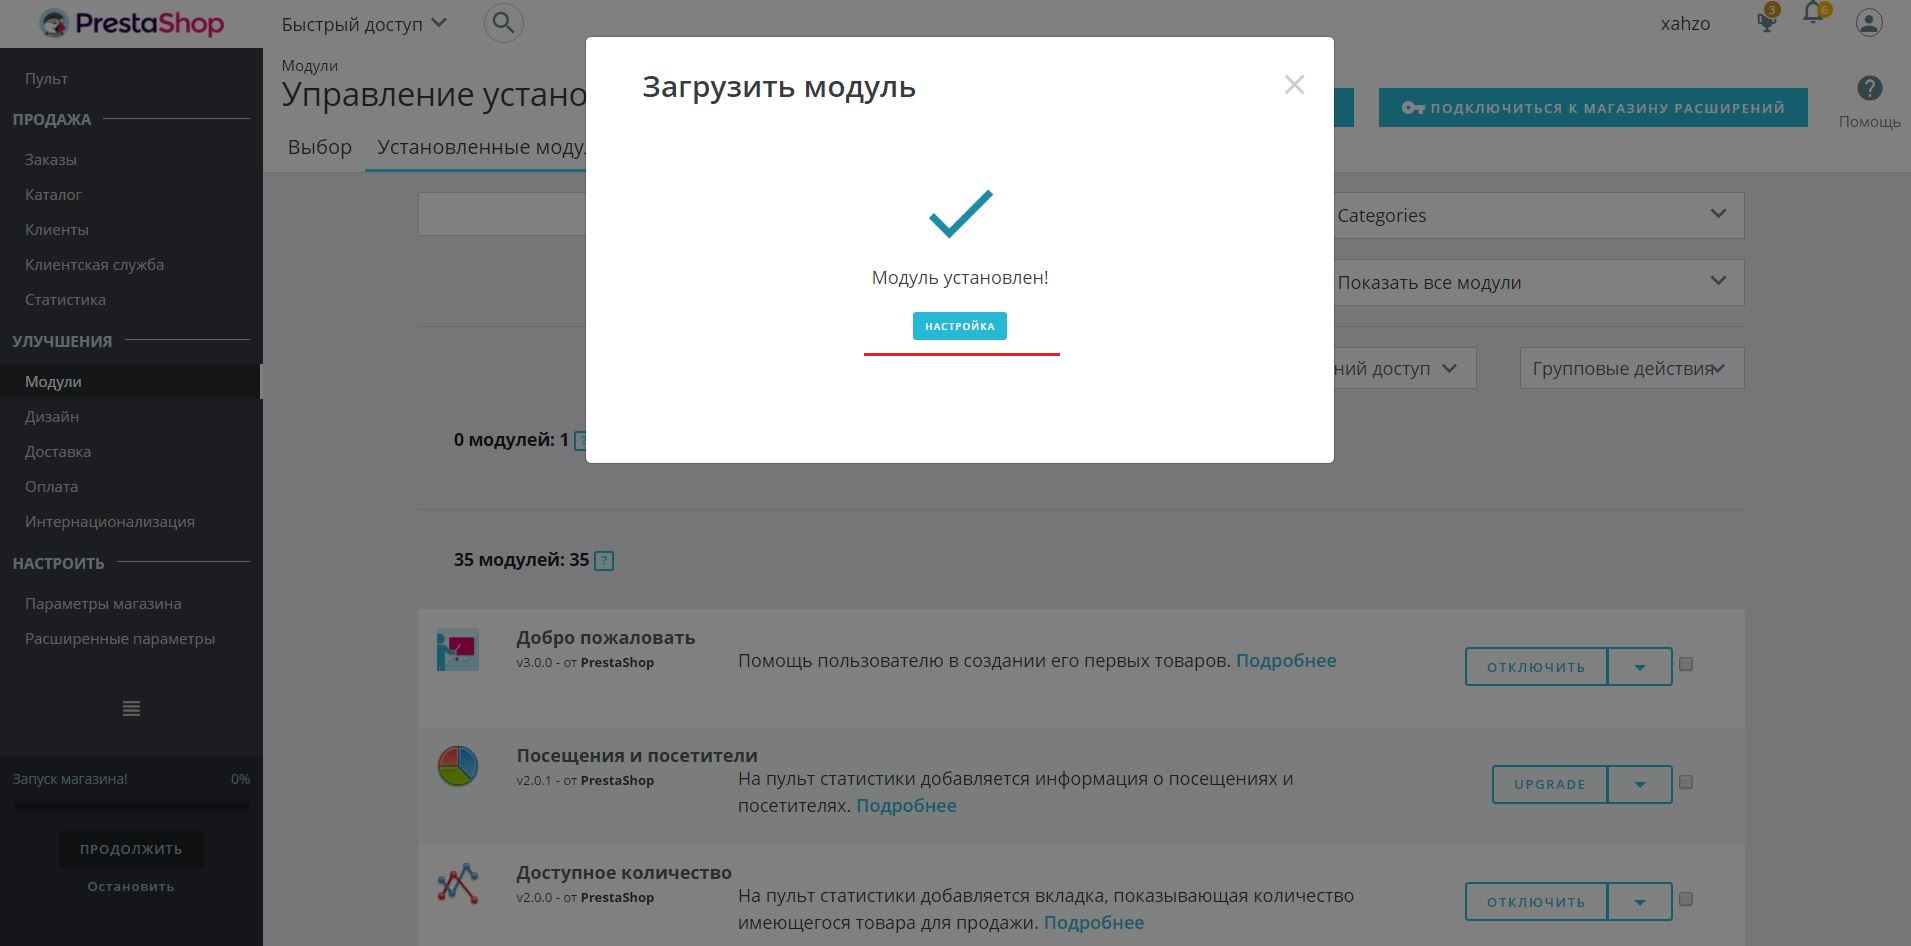 PrestaShop
Быстрый доступ
xahzo
3
6
Пульт
ПРОДАЖА
Заказы
Каталог
Клиенты
Клиентская служба
Статистика
УЛУЧШЕНИЯ
Модули
Дизайн
Доставка
Оплата
Интернационализация
НАСТРОИТЬ
Параметры магазина
Расширенные параметры
Запуск магазина! 0%
ПРОДОЛЖИТЬ
Остановить
Модули
Управление устано
ПОДКЛЮЧИТЬСЯ К МАГАЗИНУ РАСШИРЕНИЙ
?
Помощь
Выбор Установленные моду
Загрузить модуль
Модуль установлен!
НАСТРОЙКА
Categories
Показать все модули
ний доступ
Групповые действия
0 модулей: 1
35 модулей: 35 ?
Добро пожаловать
v3.0.0 - от PrestaShop
Помощь пользователю в создании его первых товаров. Подробнее
ОТКЛЮЧИТЬ
Посещения и посетители
v2.0.1 - от PrestaShop
На пульт статистики добавляется информация о посещениях и
посетителях. Подробнее
UPGRADE
Доступное количество
v2.0.0 - от PrestaShop
На пульт статистики добавляется вкладка, показывающая количество
имеющегося товара для продажи. Подробнее
ОТКЛЮЧИТЬ